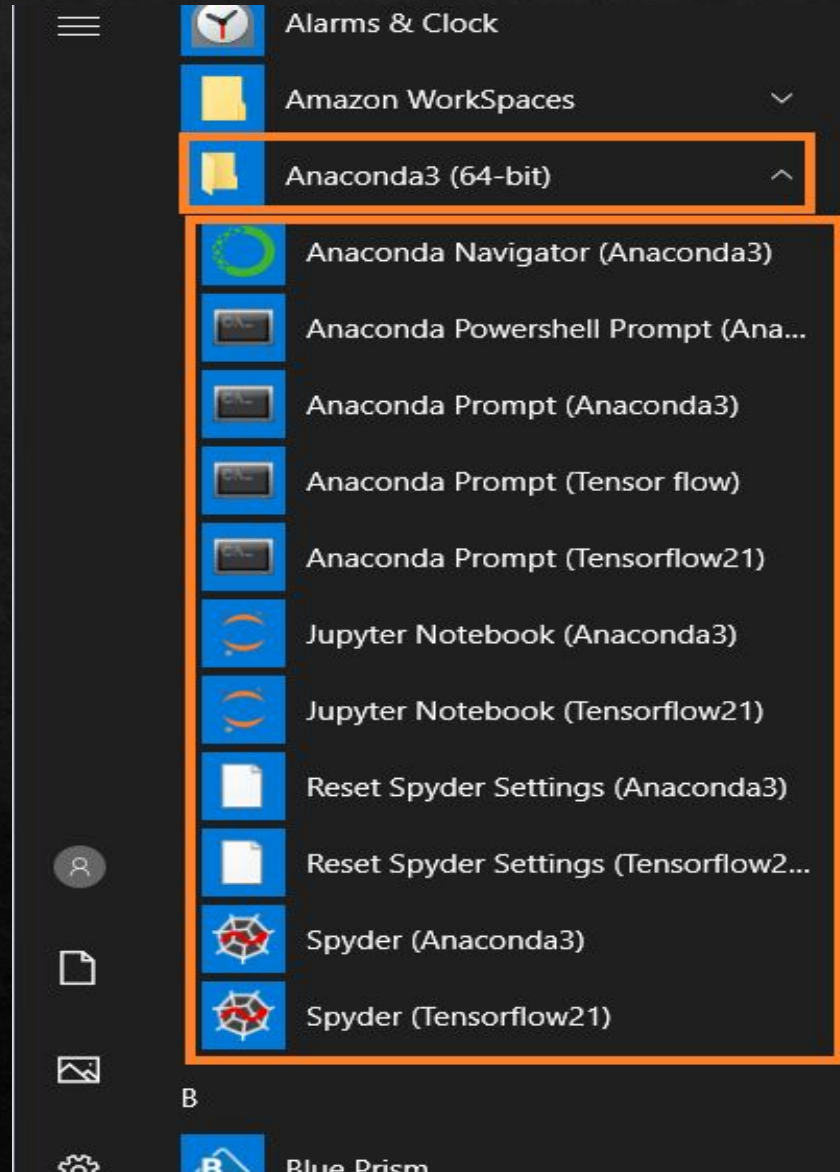 Alarms & Clock
Amazon WorkSpaces
Anaconda3 (64-bit)
Anaconda Navigator (Anaconda3)
Anaconda Powershell Prompt (Ana...
Anaconda Prompt (Anaconda3)
Anaconda Prompt (Tensor flow)
Anaconda Prompt (Tensorflow21)
Jupyter Notebook (Anaconda3)
Jupyter Notebook (Tensorflow21)
Reset Spyder Settings (Anaconda3)
Reset Spyder Settings (Tensorflow2...
Spyder (Anaconda3)
Spyder (Tensorflow21)
B
Blue Prism